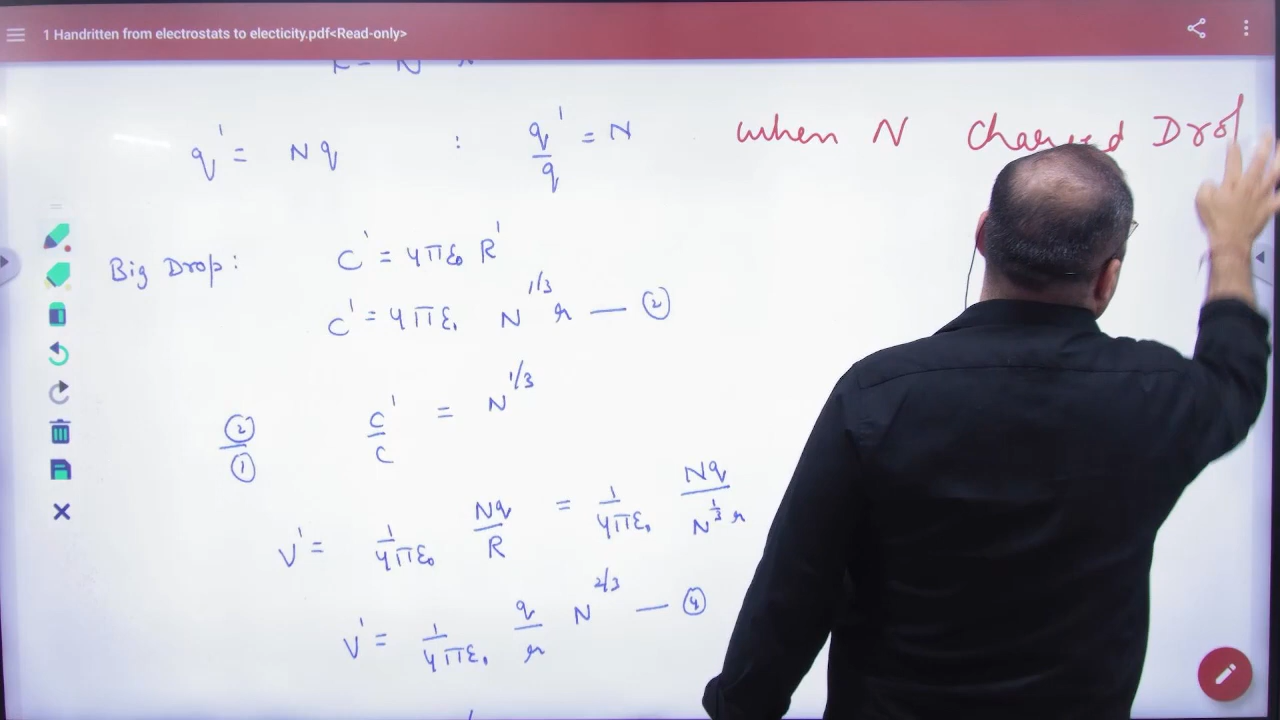 1 Handritten from electrostats to electicity.pdf<Read-only>
q' = Nq : q'/q = N
when N Charged Drop
Big Drop : C' = 4πε₀ R'
C' = 4πε₀ N^1/3 r — ②
②/① C'/C = N^1/3
V' = 1/4πε₀ Nq/R = 1/4πε₀ Nq/N^1/3 r
V' = 1/4πε₀ q/r N^2/3 — ④